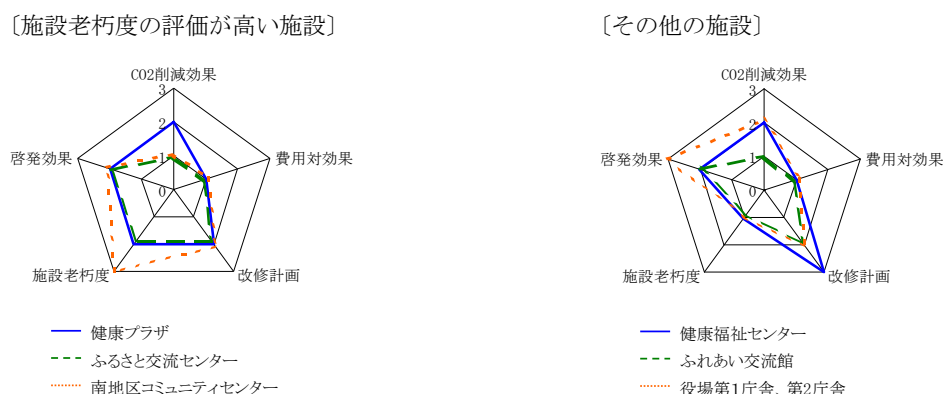 〔施設老朽度の評価が高い施設〕
CO2削減効果
3
2
1
0
啓発効果
費用対効果
施設老朽度
改修計画
健康プラザ
ふるさと交流センター
南地区コミュニティセンター
〔その他の施設〕
CO2削減効果
3
2
1
0
啓発効果
費用対効果
施設老朽度
改修計画
健康福祉センター
ふれあい交流館
役場第1庁舎、第2庁舎